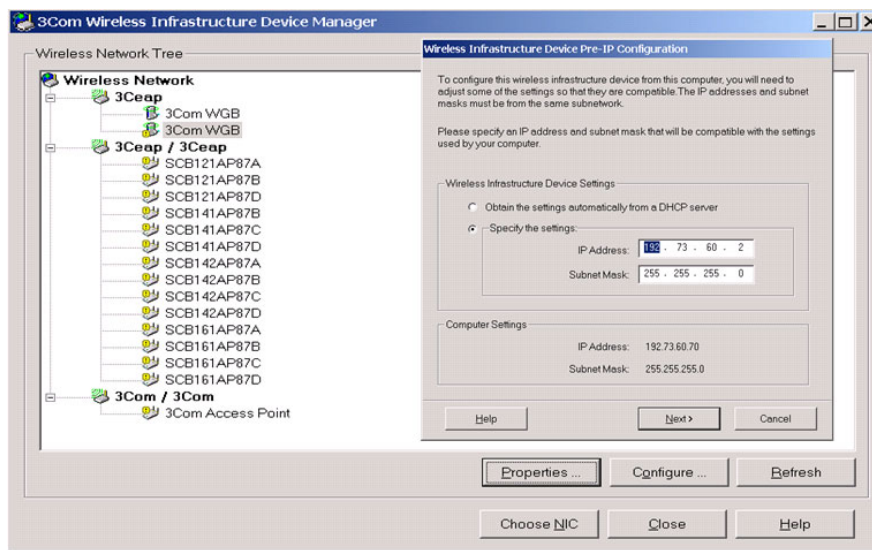 3Com Wireless Infrastructure Device Manager
Wireless Network Tree
Wireless Network
3Ceap
3Com WGB
3Com WGB
3Ceap / 3Ceap
SCB121AP87A
SCB121AP87B
SCB121AP87D
SCB141AP87B
SCB141AP87C
SCB141AP87D
SCB142AP87A
SCB142AP87B
SCB142AP87C
SCB142AP87D
SCB161AP87A
SCB161AP87B
SCB161AP87C
SCB161AP87D
3Com / 3Com
3Com Access Point
Wireless Infrastructure Device Pre-IP Configuration
To configure this wireless infrastructure device from this computer, you will need to
adjust some of the settings so that they are compatible.The IP addresses and subnet
masks must be from the same subnetwork.
Please specify an IP address and subnet mask that will be compatible with the settings
used by your computer.
Wireless Infrastructure Device Settings
Obtain the settings automatically from a DHCP server
Specify the settings:
IP Address: 192 . 73 . 60 . 2
Subnet Mask: 255 . 255 . 255 . 0
Computer Settings
IP Address: 192.73.60.70
Subnet Mask: 255.255.255.0
Help Next> Cancel
Properties ... Configure ... Refresh
Choose NIC Close Help